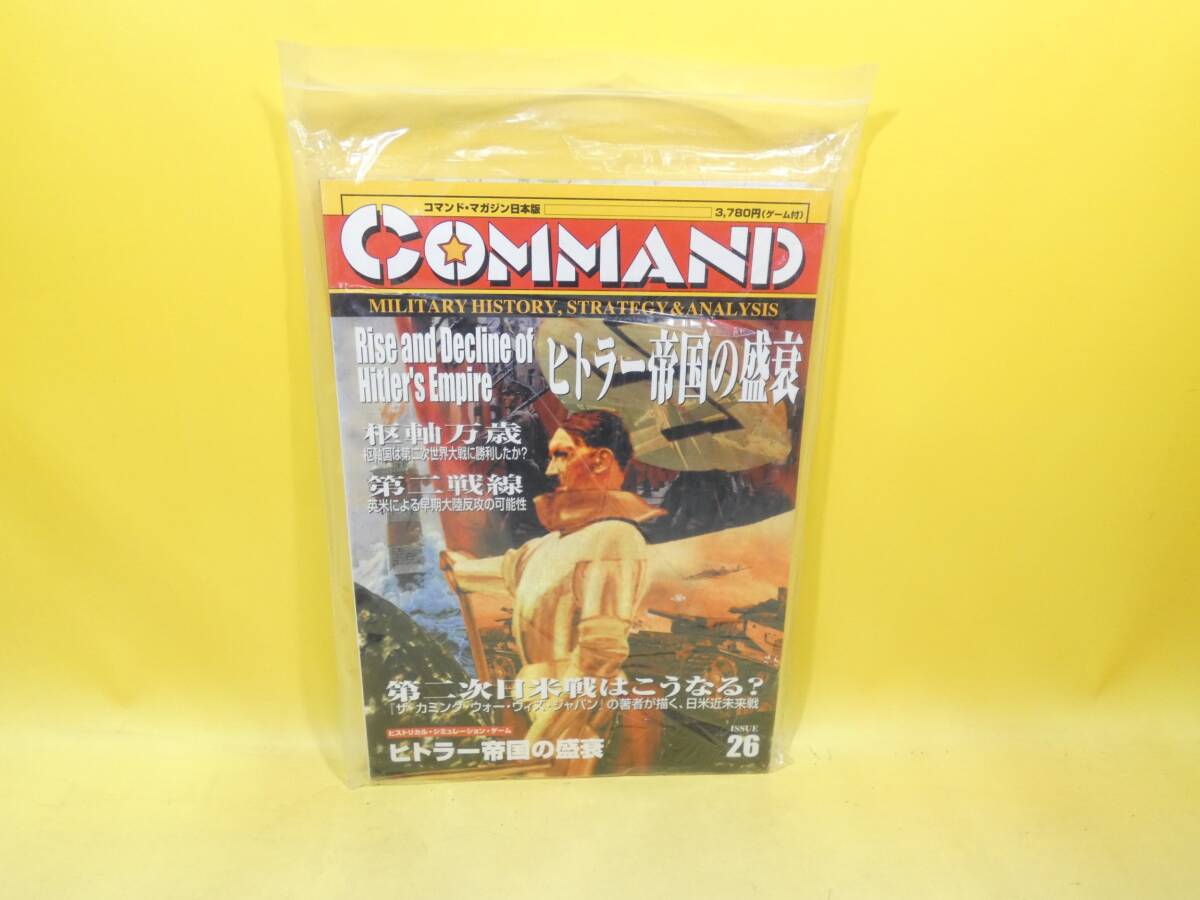 コマンド・マガジン日本版
3,780円(ゲーム付)
COMMAND
MILITARY HISTORY, STRATEGY & ANALYSIS
Rise and Decline of
Hitler's Empire
ヒトラー帝国の盛衰
枢軸万歳
枢軸国は第二次世界大戦に勝利したか?
第二戦線
英米による早期大陸反攻の可能性
第二次日米戦はこうなる?
「ザ・カミング・ウォー・ウィズ・ジャパン」の著者が描く、日米近未来戦
ヒストリカル・シミュレーション・ゲーム
ヒトラー帝国の盛衰
ISSUE
26